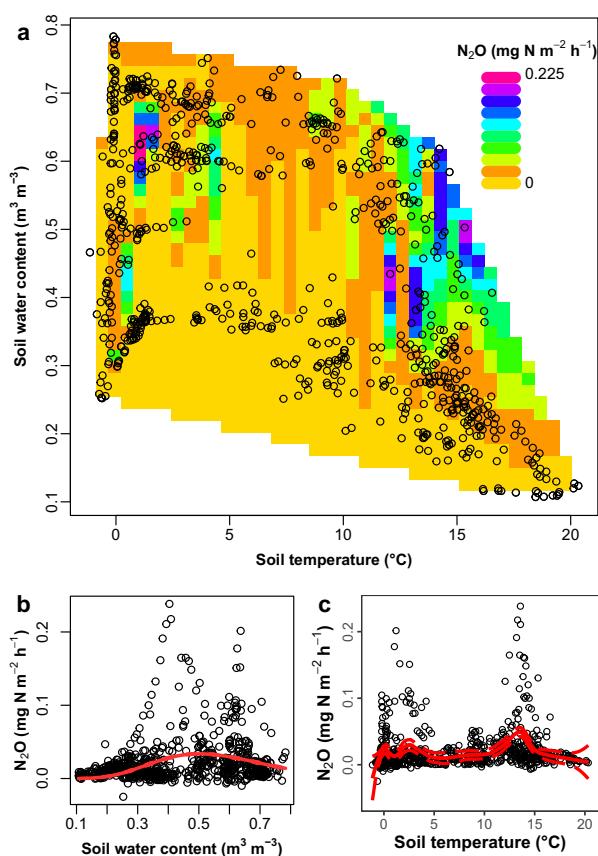 a
N₂O (mg N m⁻² h⁻¹)
0.225
0
Soil water content (m³ m⁻³)
0.8
0.7
0.6
0.5
0.4
0.3
0.2
0.1
0 5 10 15 20
Soil temperature (°C)
b
N₂O (mg N m⁻² h⁻¹)
0.2
0.1
0.0
0.1 0.3 0.5 0.7
Soil water content (m³ m⁻³)
c
N₂O (mg N m⁻² h⁻¹)
0.2
0.1
0.0
0 5 10 15 20
Soil temperature (°C)